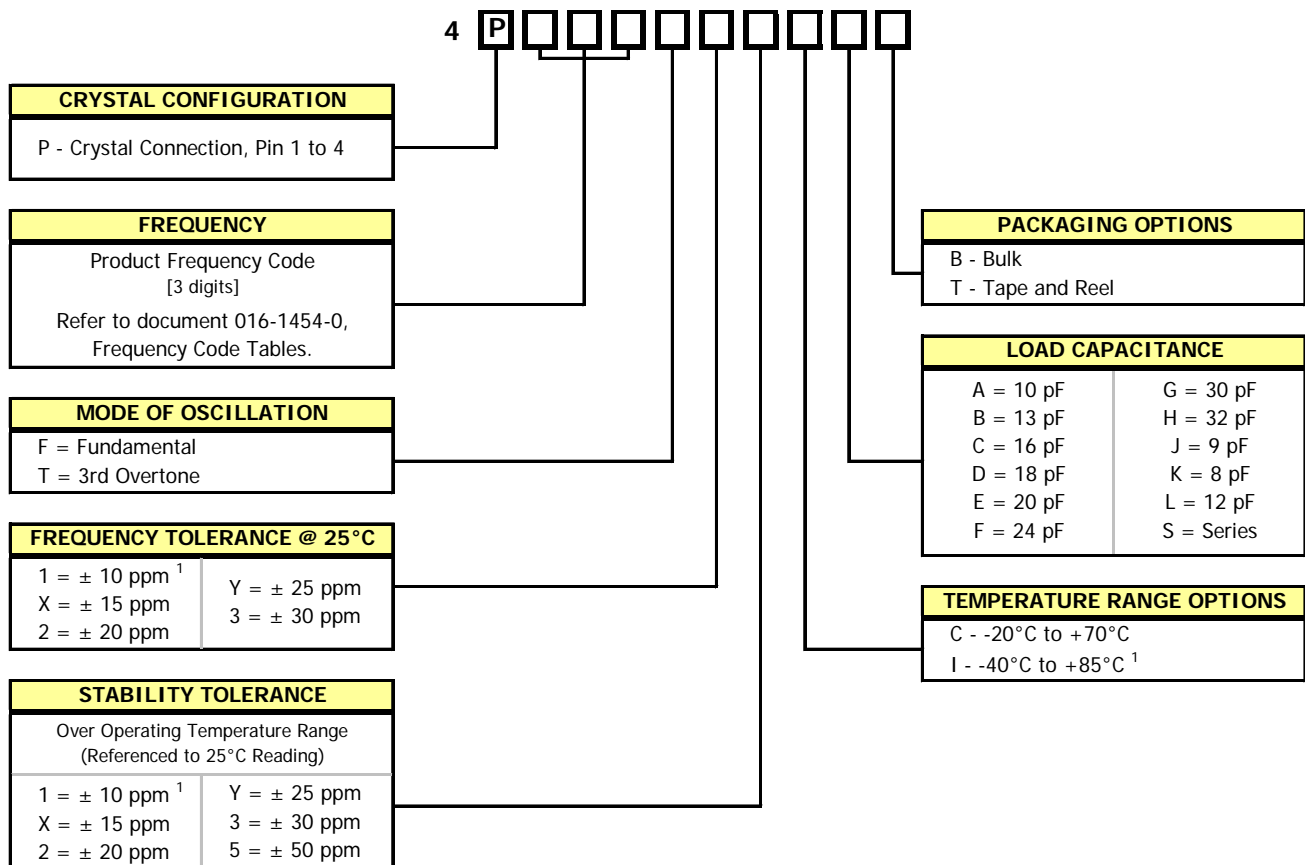 4 P
CRYSTAL CONFIGURATION
P - Crystal Connection, Pin 1 to 4
FREQUENCY
Product Frequency Code
[3 digits]
Refer to document 016-1454-0,
Frequency Code Tables.
MODE OF OSCILLATION
F = Fundamental
T = 3rd Overtone
FREQUENCY TOLERANCE @ 25°C
1 = ± 10 ppm ¹
X = ± 15 ppm
2 = ± 20 ppm
Y = ± 25 ppm
3 = ± 30 ppm
STABILITY TOLERANCE
Over Operating Temperature Range
(Referenced to 25°C Reading)
1 = ± 10 ppm ¹
X = ± 15 ppm
2 = ± 20 ppm
Y = ± 25 ppm
3 = ± 30 ppm
5 = ± 50 ppm
PACKAGING OPTIONS
B - Bulk
T - Tape and Reel
LOAD CAPACITANCE
A = 10 pF
B = 13 pF
C = 16 pF
D = 18 pF
E = 20 pF
F = 24 pF
G = 30 pF
H = 32 pF
J = 9 pF
K = 8 pF
L = 12 pF
S = Series
TEMPERATURE RANGE OPTIONS
C - -20°C to +70°C
I - -40°C to +85°C ¹